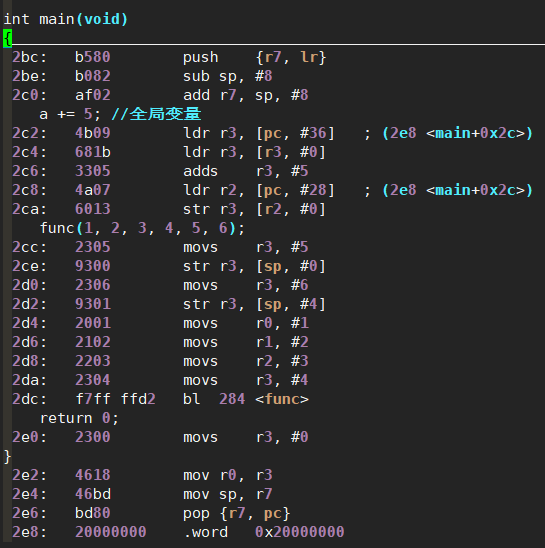 int main(void)
{
2bc: b580 push {r7, lr}
2be: b082 sub sp, #8
2c0: af02 add r7, sp, #8
a += 5; //全局变量
2c2: 4b09 ldr r3, [pc, #36] ; (2e8 <main+0x2c>)
2c4: 681b ldr r3, [r3, #0]
2c6: 3305 adds r3, #5
2c8: 4a07 ldr r2, [pc, #28] ; (2e8 <main+0x2c>)
2ca: 6013 str r3, [r2, #0]
func(1, 2, 3, 4, 5, 6);
2cc: 2305 movs r3, #5
2ce: 9300 str r3, [sp, #0]
2d0: 2306 movs r3, #6
2d2: 9301 str r3, [sp, #4]
2d4: 2001 movs r0, #1
2d6: 2102 movs r1, #2
2d8: 2203 movs r2, #3
2da: 2304 movs r3, #4
2dc: f7ff ffd2 bl 284 <func>
return 0;
2e0: 2300 movs r3, #0
}
2e2: 4618 mov r0, r3
2e4: 46bd mov sp, r7
2e6: bd80 pop {r7, pc}
2e8: 20000000 .word 0x20000000